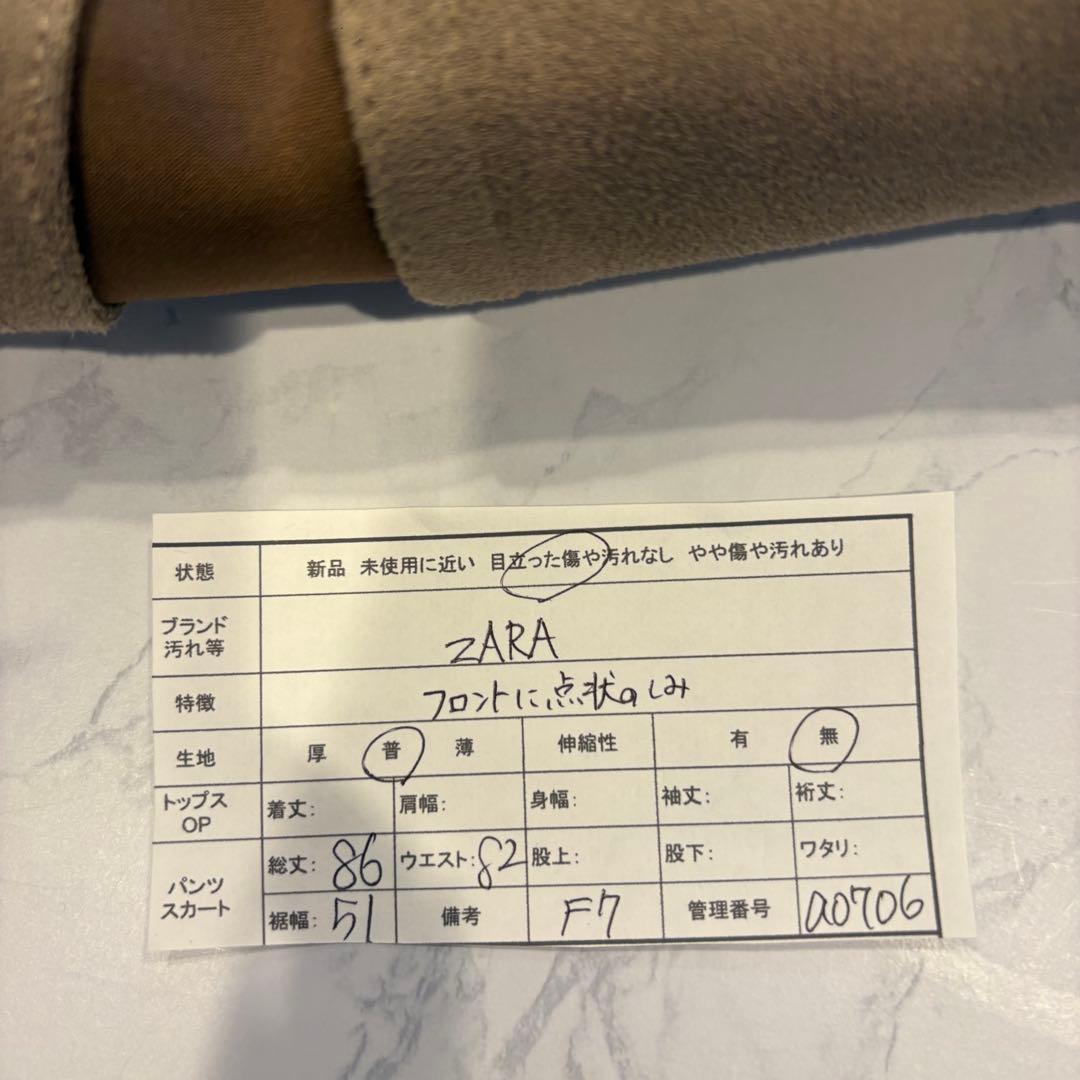 状態 新品 未使用に近い 目立った傷や汚れなし やや傷や汚れあり
ブランド
汚れ等 ZARA
特徴 フロントに点状のしみ
生地 厚 普 薄 伸縮性 有 無
トップス
OP 着丈: 肩幅: 身幅: 袖丈: 裄丈:
パンツ
スカート
総丈: 86 ウエスト: 82 股上: 股下: ワタリ:
裾幅: 51 備考 F7 管理番号 a0706